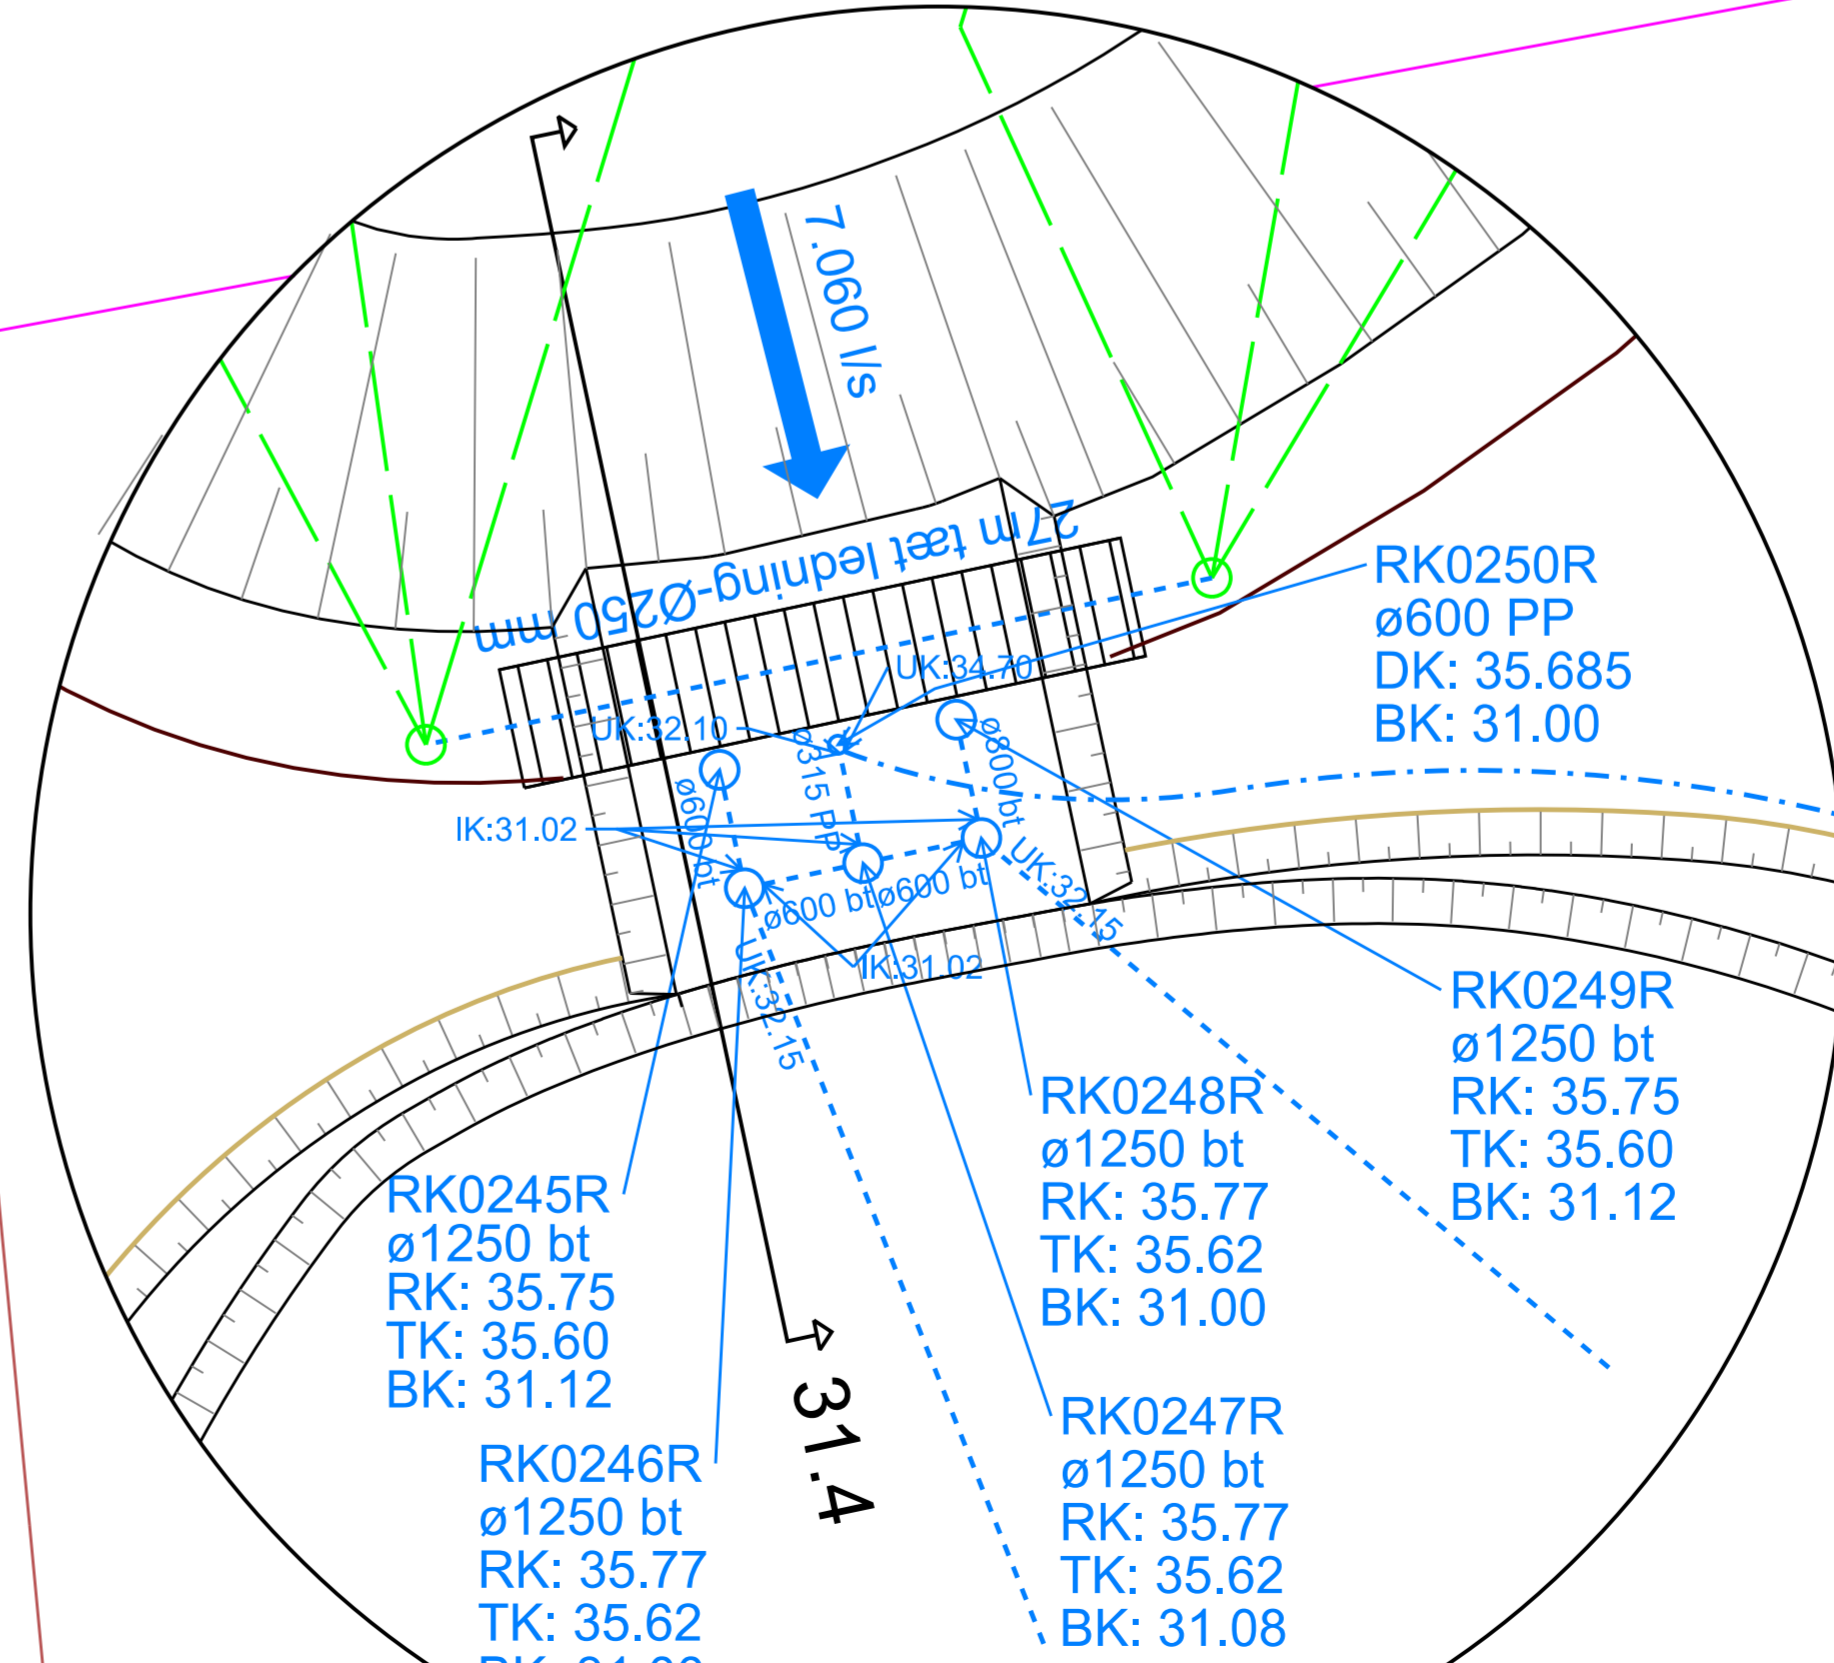 7.060 l/s
27m tæt ledning-Ø250 mm
RK0250R
ø600 PP
DK: 35.685
BK: 31.00
UK:34.70
UK:32.10
ø315 PP
ø800 bt
ø600 bt
IK:31.02
ø600 bt
ø600 bt
UK:32.15
IK:31.02
UK:32.15
RK0249R
ø1250 bt
RK: 35.75
TK: 35.60
BK: 31.12
RK0248R
ø1250 bt
RK: 35.77
TK: 35.62
BK: 31.00
RK0245R
ø1250 bt
RK: 35.75
TK: 35.60
BK: 31.12
31.4
RK0247R
ø1250 bt
RK: 35.77
TK: 35.62
BK: 31.08
RK0246R
ø1250 bt
RK: 35.77
TK: 35.62